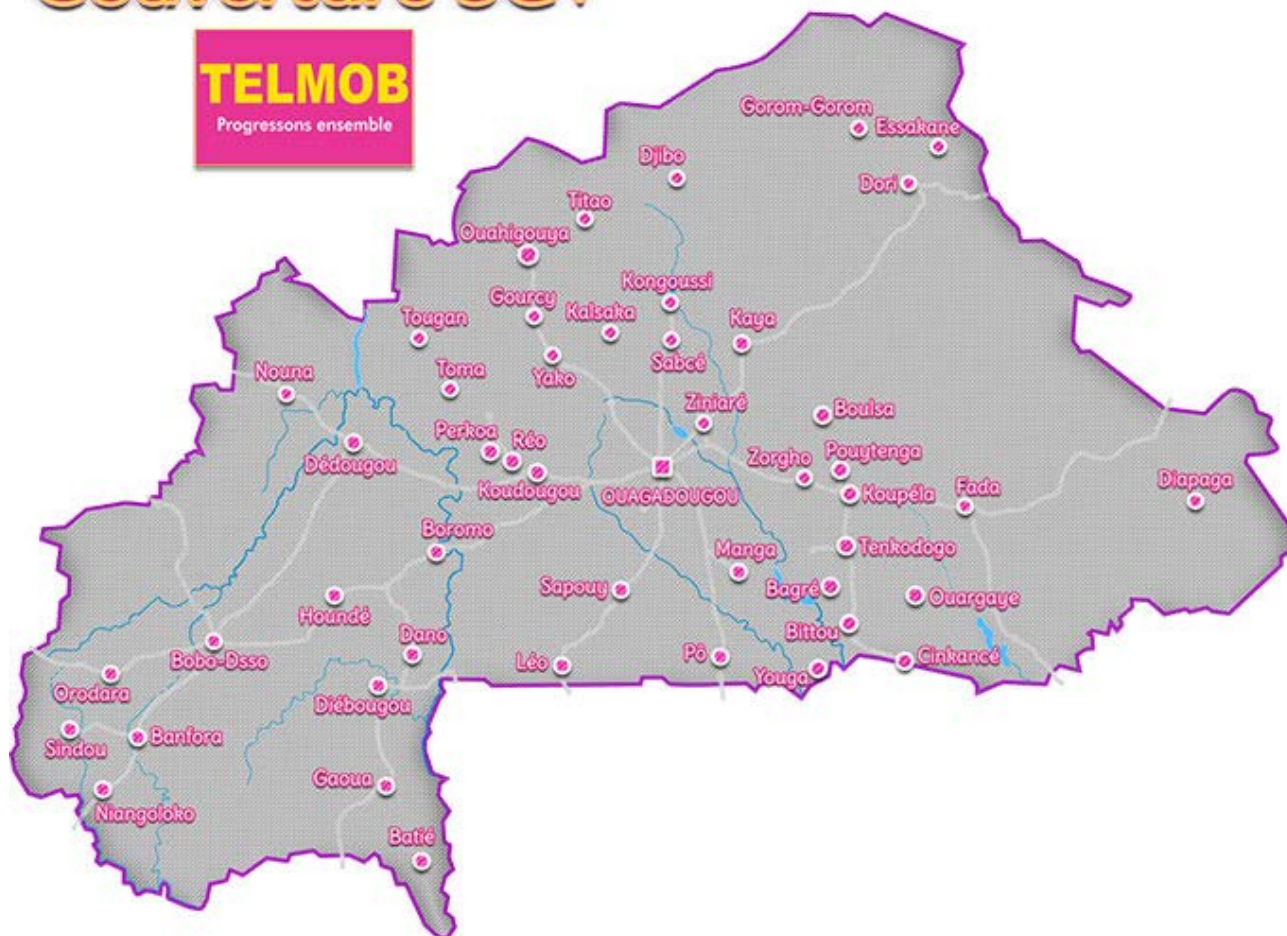 Couverture 3G+
TELMOB
Progressons ensemble
Gorom-Gorom
Essakane
Djibo
Dori
Titao
Ouahigouya
Kongoussi
Gourcy
Kalsaka
Tougan
Kaya
Sabcé
Yako
Toma
Nouna
Ziniaré
Boulsa
Perkoa
Réo
Dédougou
Pouytenga
Zorgho
Koudougou
OUAGADOUGOU
Koupéla
Fada
Diapaga
Boromo
Tenkodogo
Manga
Sapouy
Bagré
Ouargaye
Houndé
Bittou
Dano
Bobo-Dsso
Léo
Pô
Cinkancé
Youga
Orodara
Diébougou
Sindou
Banfora
Gaoua
Niangoloko
Batié